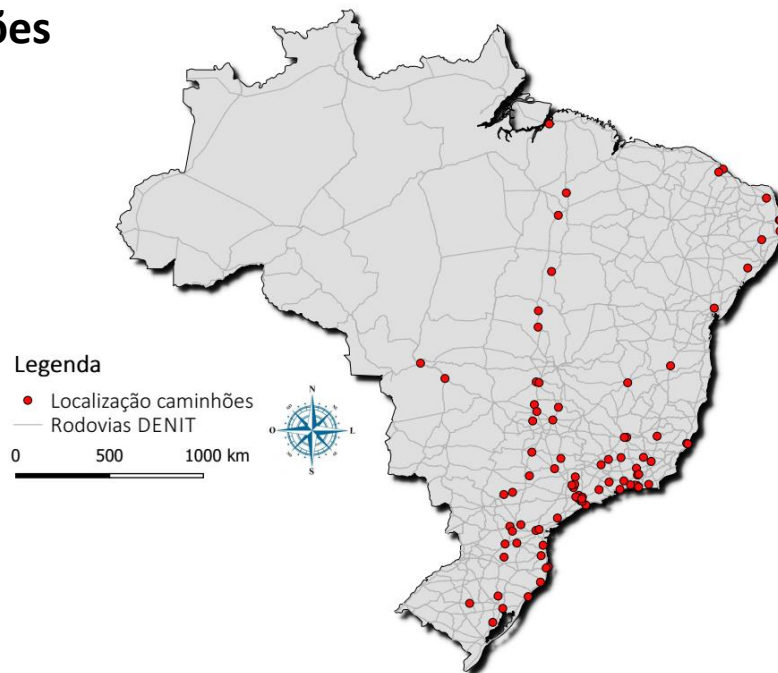 ões
Legenda
Localização caminhões
Rodovias DENIT
0 500 1000 km
N
O L
S